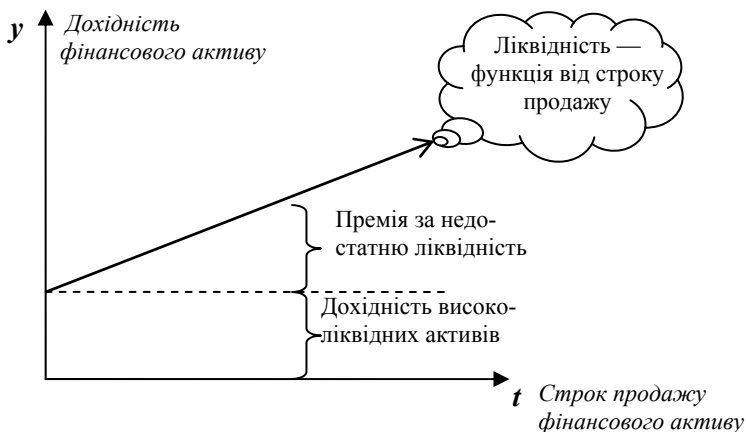 y
Дохідність
фінансового активу
Ліквідність —
функція від строку
продажу
Премія за недо-
статню ліквідність
Дохідність високо-
ліквідних активів
t
Строк продажу
фінансового активу